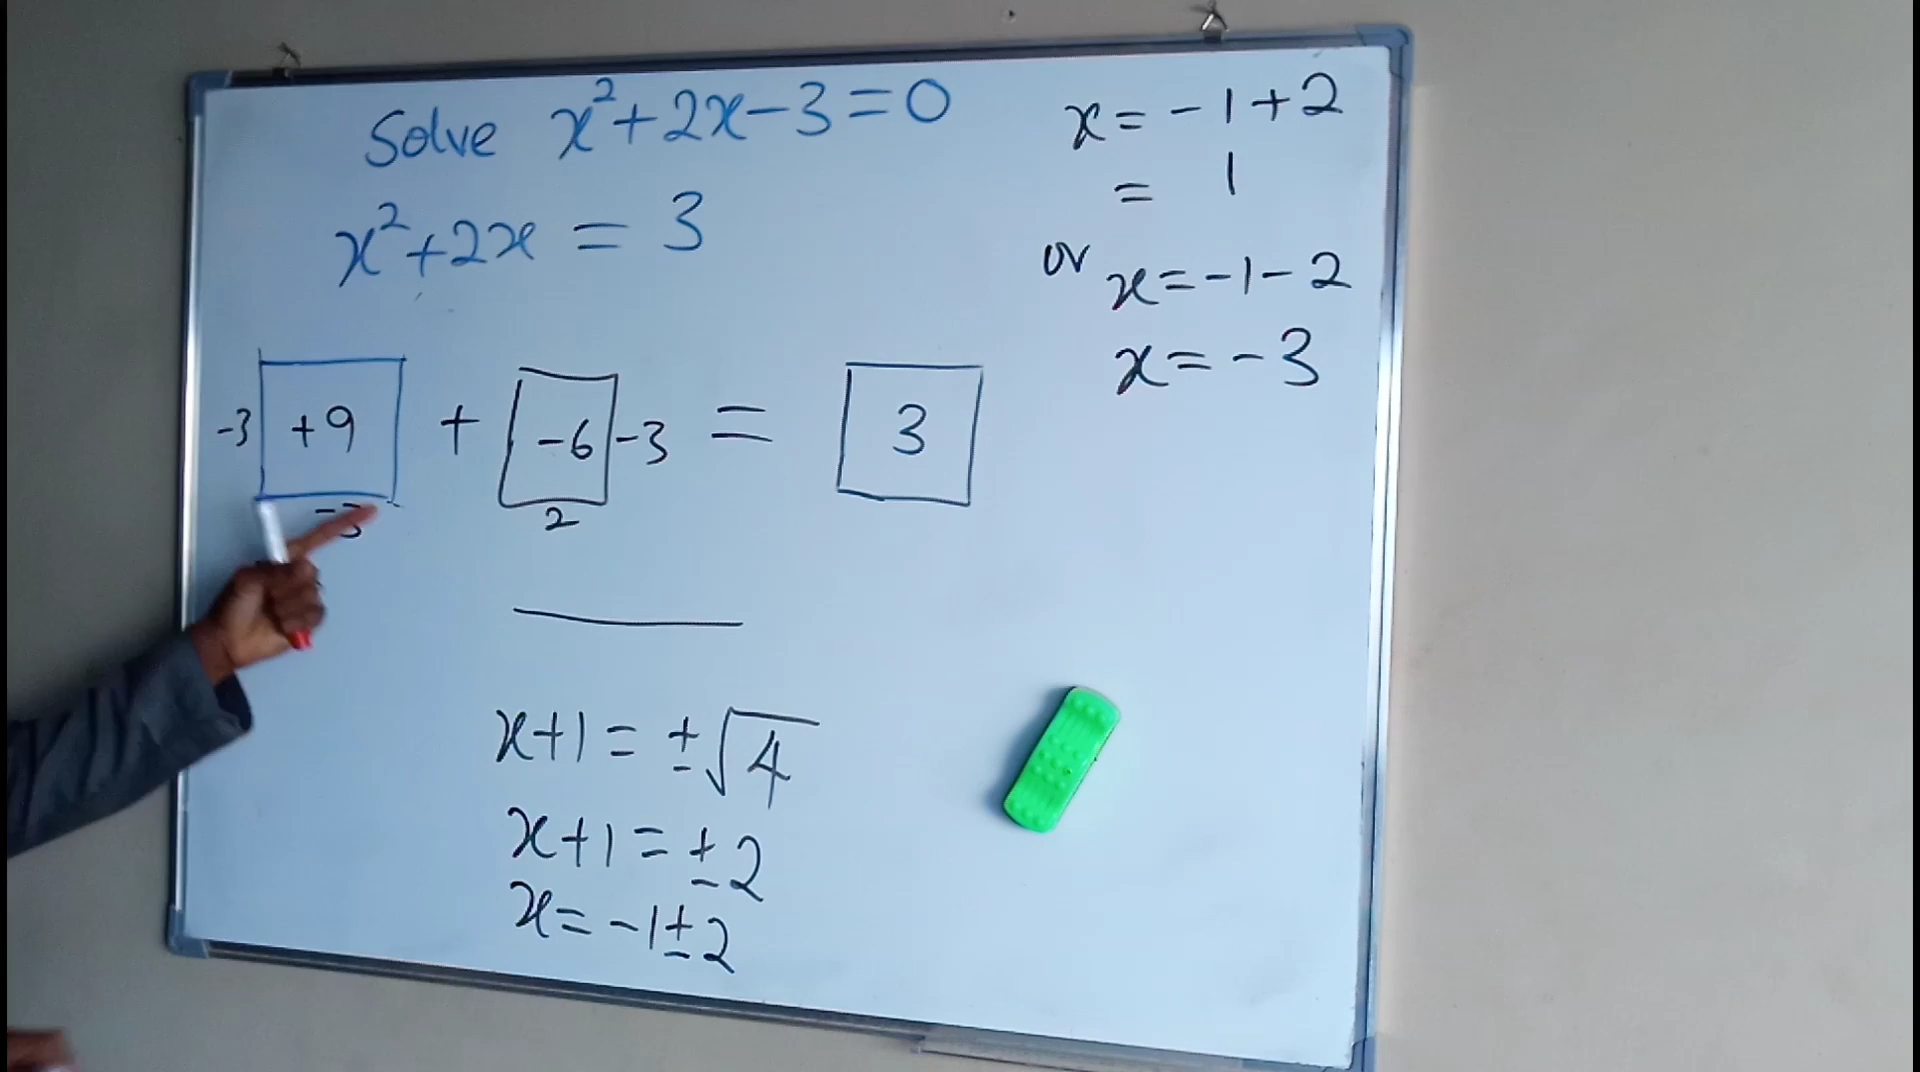 Solve x²+2x-3=0
x²+2x = 3
-3 +9 + -6 -3 = 3
-3 2
x+1 = ±√4
x+1 = ±2
x = -1±2
x = -1+2
= 1
or x = -1-2
x = -3